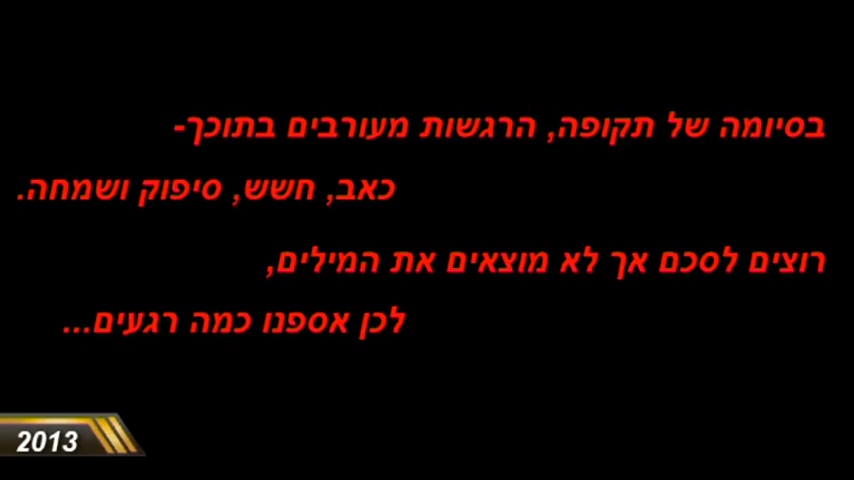 בסיומה של תקופה, הרגשות מעורבים בתוכך-
כאב, חשש, סיפוק ושמחה.
רוצים לסכם אך לא מוצאים את המילים,
לכן אספנו כמה רגעים...
2013